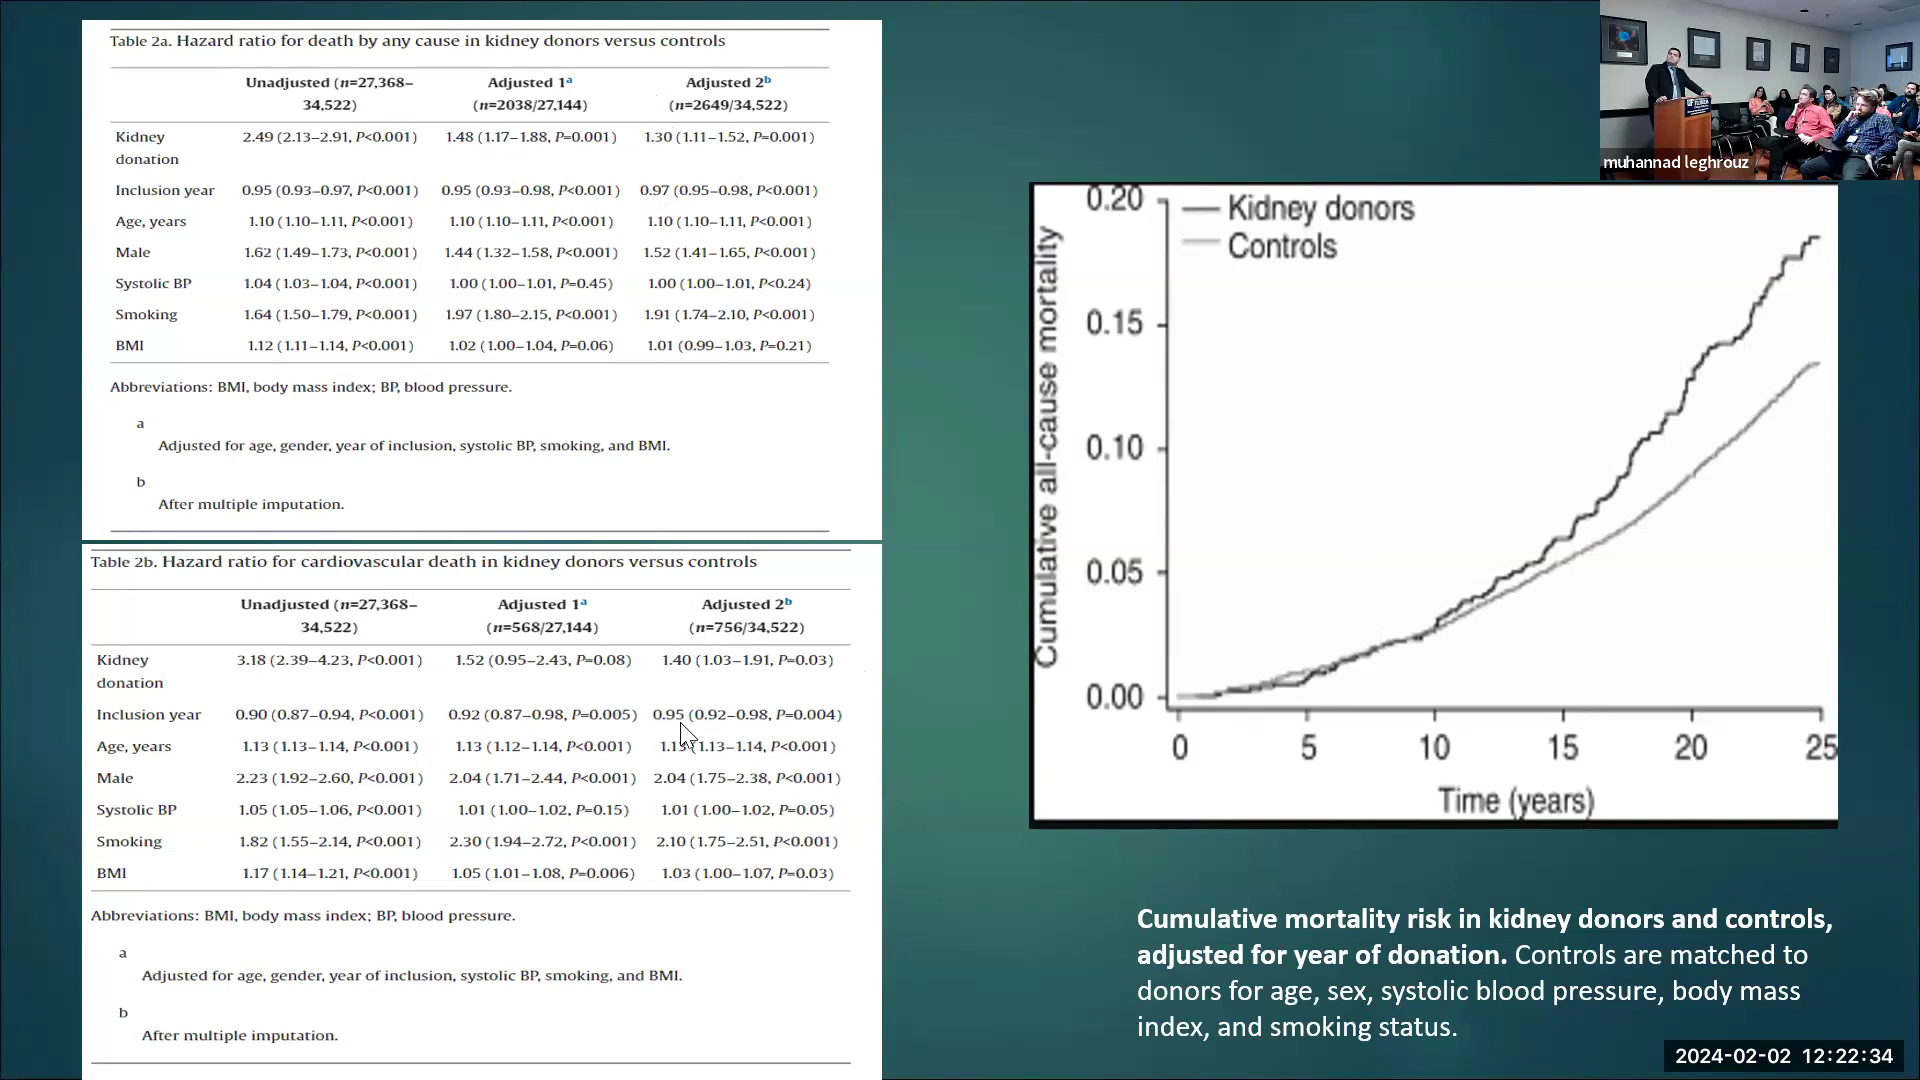 Table 2a. Hazard ratio for death by any cause in kidney donors versus controls
Unadjusted (n=27,368– Adjusted 1a Adjusted 2b
34,522) (n=2038/27,144) (n=2649/34,522)
Kidney 2.49 (2.13–2.91, P<0.001) 1.48 (1.17–1.88, P=0.001) 1.30 (1.11–1.52, P=0.001)
donation
Inclusion year 0.95 (0.93–0.97, P<0.001) 0.95 (0.93–0.98, P<0.001) 0.97 (0.95–0.98, P<0.001)
Age, years 1.10 (1.10–1.11, P<0.001) 1.10 (1.10–1.11, P<0.001) 1.10 (1.10–1.11, P<0.001)
Male 1.62 (1.49–1.73, P<0.001) 1.44 (1.32–1.58, P<0.001) 1.52 (1.41–1.65, P<0.001)
Systolic BP 1.04 (1.03–1.04, P<0.001) 1.00 (1.00–1.01, P=0.45) 1.00 (1.00–1.01, P<0.24)
Smoking 1.64 (1.50–1.79, P<0.001) 1.97 (1.80–2.15, P<0.001) 1.91 (1.74–2.10, P<0.001)
BMI 1.12 (1.11–1.14, P<0.001) 1.02 (1.00–1.04, P=0.06) 1.01 (0.99–1.03, P=0.21)
Abbreviations: BMI, body mass index; BP, blood pressure.
a
Adjusted for age, gender, year of inclusion, systolic BP, smoking, and BMI.
b
After multiple imputation.
Table 2b. Hazard ratio for cardiovascular death in kidney donors versus controls
Unadjusted (n=27,368– Adjusted 1a Adjusted 2b
34,522) (n=568/27,144) (n=756/34,522)
Kidney 3.18 (2.39–4.23, P<0.001) 1.52 (0.95–2.43, P=0.08) 1.40 (1.03–1.91, P=0.03)
donation
Inclusion year 0.90 (0.87–0.94, P<0.001) 0.92 (0.87–0.98, P=0.005) 0.95 (0.92–0.98, P=0.004)
Age, years 1.13 (1.13–1.14, P<0.001) 1.13 (1.12–1.14, P<0.001) 1.13 (1.13–1.14, P<0.001)
Male 2.23 (1.92–2.60, P<0.001) 2.04 (1.71–2.44, P<0.001) 2.04 (1.75–2.38, P<0.001)
Systolic BP 1.05 (1.05–1.06, P<0.001) 1.01 (1.00–1.02, P=0.15) 1.01 (1.00–1.02, P=0.05)
Smoking 1.82 (1.55–2.14, P<0.001) 2.30 (1.94–2.72, P<0.001) 2.10 (1.75–2.51, P<0.001)
BMI 1.17 (1.14–1.21, P<0.001) 1.05 (1.01–1.08, P=0.006) 1.03 (1.00–1.07, P=0.03)
Abbreviations: BMI, body mass index; BP, blood pressure.
a
Adjusted for age, gender, year of inclusion, systolic BP, smoking, and BMI.
b
After multiple imputation.
muhannad leghrouz
Kidney donors
Controls
Cumulative all-cause mortality
0.20
0.15
0.10
0.05
0.00
0 5 10 15 20 25
Time (years)
Cumulative mortality risk in kidney donors and controls,
adjusted for year of donation. Controls are matched to
donors for age, sex, systolic blood pressure, body mass
index, and smoking status.
2024-02-02 12:22:34